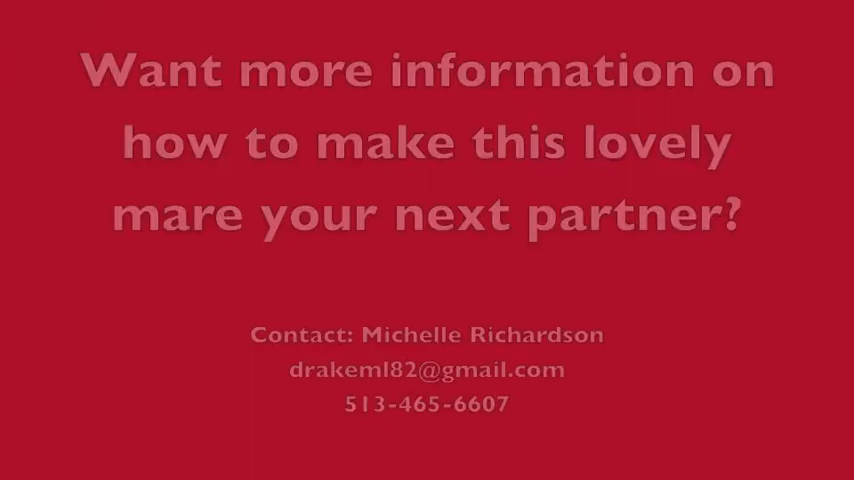 Want more information on
how to make this lovely
mare your next partner?
Contact: Michelle Richardson
drakeml82@gmail.com
513-465-6607